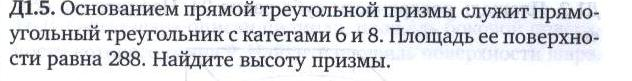 Д1.5. Основанием прямой треугольной призмы служит прямо-
угольный треугольник с катетами 6 и 8. Площадь ее поверхно-
сти равна 288. Найдите высоту призмы.